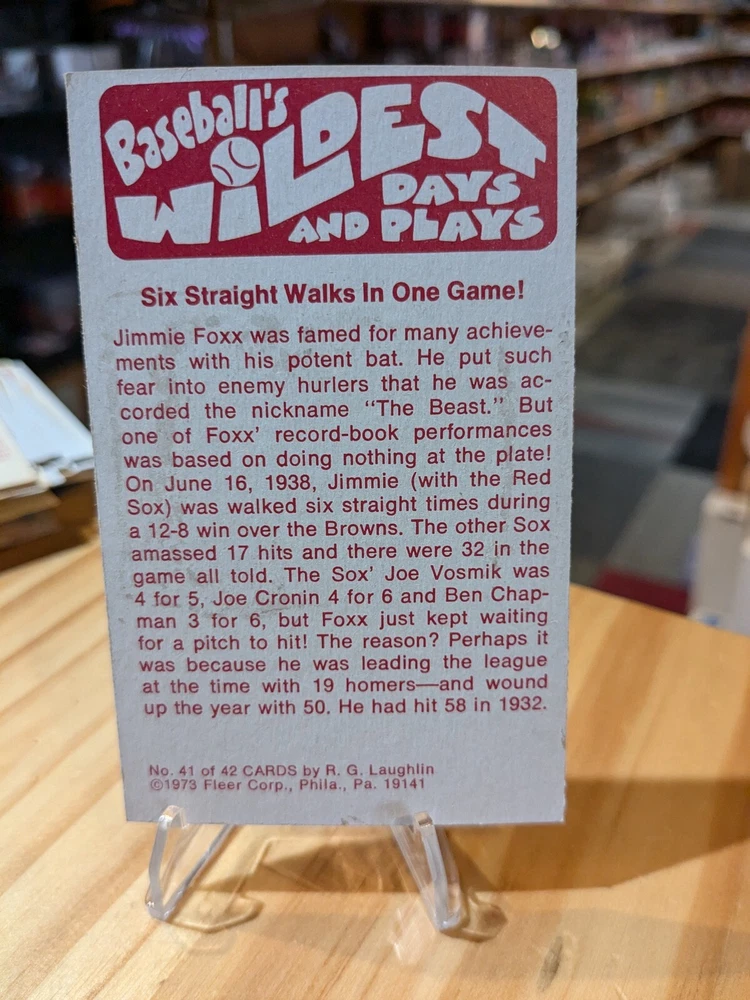 Baseball's
WiLDEST
DAYS
AND PLAYS
Six Straight Walks In One Game!
Jimmie Foxx was famed for many achieve-
ments with his potent bat. He put such
fear into enemy hurlers that he was ac-
corded the nickname “The Beast.” But
one of Foxx’ record-book performances
was based on doing nothing at the plate!
On June 16, 1938, Jimmie (with the Red
Sox) was walked six straight times during
a 12-8 win over the Browns. The other Sox
amassed 17 hits and there were 32 in the
game all told. The Sox’ Joe Vosmik was
4 for 5, Joe Cronin 4 for 6 and Ben Chap-
man 3 for 6, but Foxx just kept waiting
for a pitch to hit! The reason? Perhaps it
was because he was leading the league
at the time with 19 homers—and wound
up the year with 50. He had hit 58 in 1932.
No. 41 of 42 CARDS by R. G. Laughlin
©1973 Fleer Corp., Phila., Pa. 19141